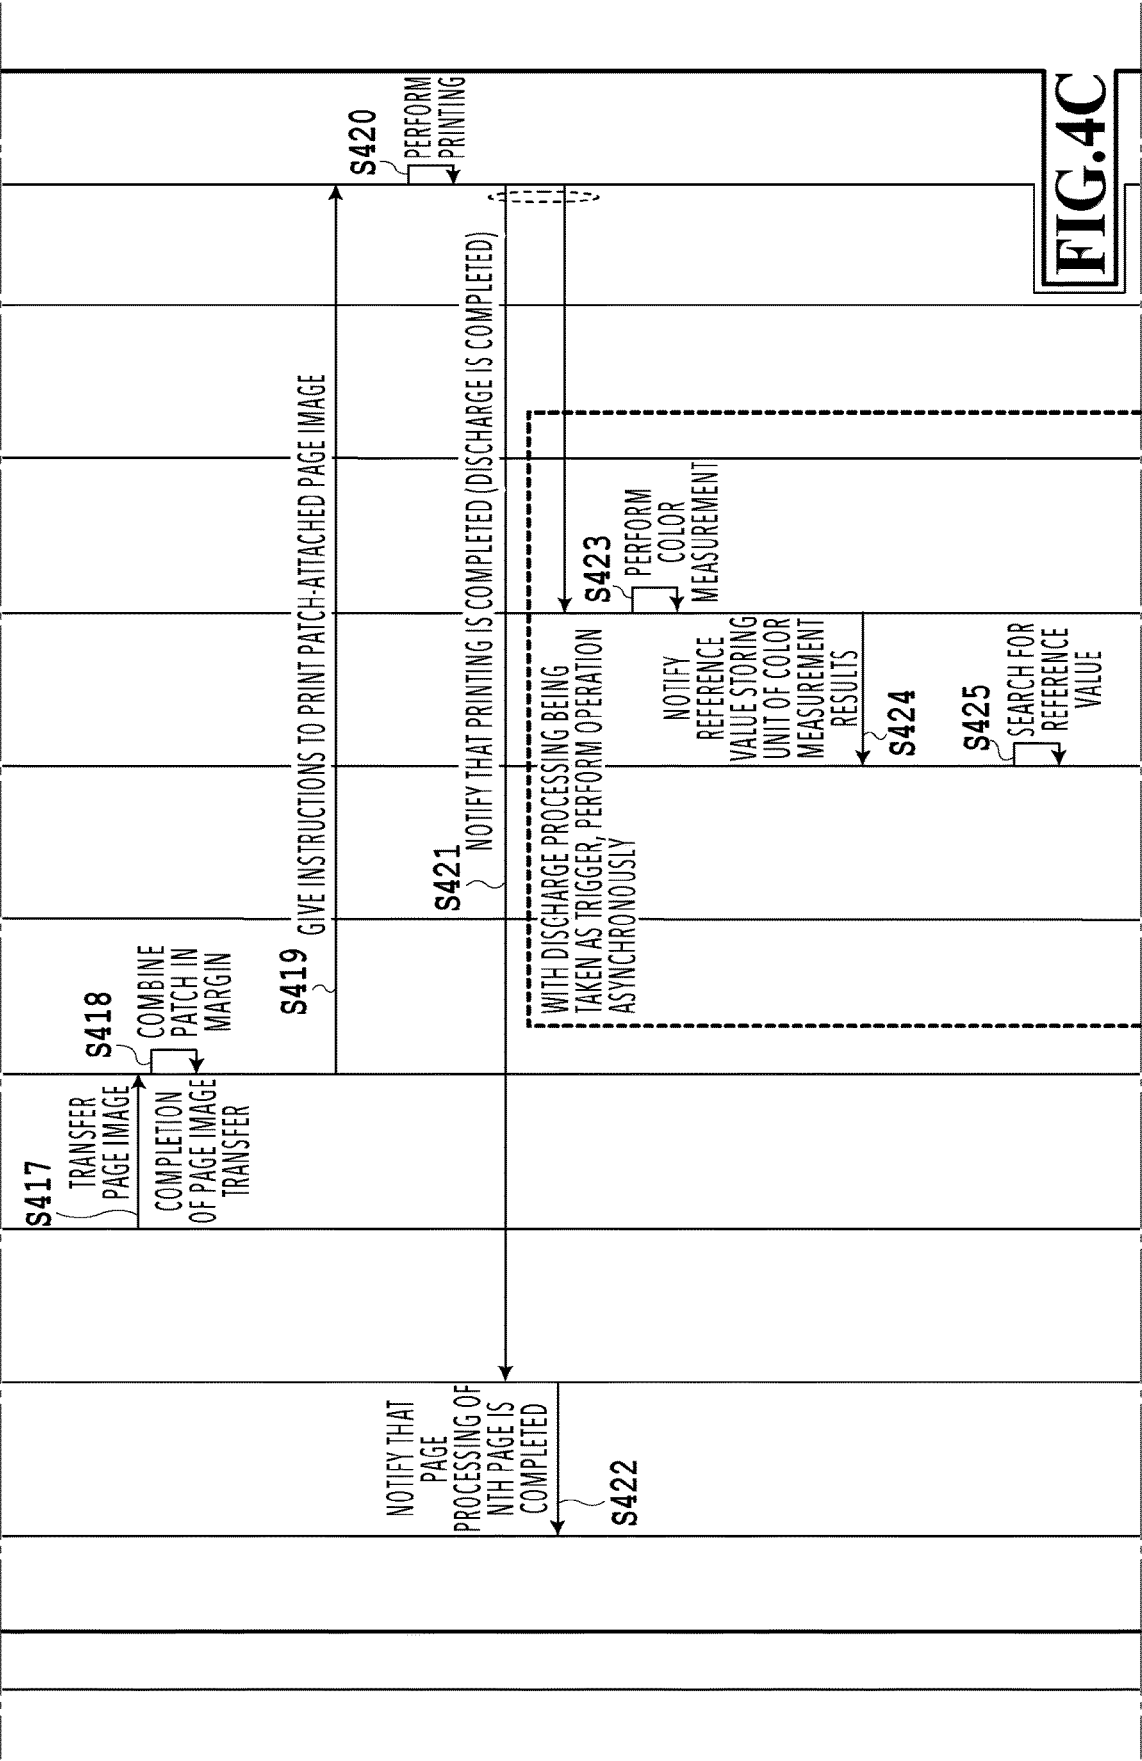 S417
TRANSFER
PAGE IMAGE
COMPLETION
OF PAGE IMAGE
TRANSFER
S418
COMBINE
PATCH IN
MARGIN
S419
GIVE INSTRUCTIONS TO PRINT PATCH-ATTACHED PAGE IMAGE
S420
PERFORM
PRINTING
S421
NOTIFY THAT PRINTING IS COMPLETED (DISCHARGE IS COMPLETED)
NOTIFY THAT
PAGE
PROCESSING OF
NTH PAGE IS
COMPLETED
S422
WITH DISCHARGE PROCESSING BEING
TAKEN AS TRIGGER, PERFORM OPERATION
ASYNCHRONOUSLY
S423
PERFORM
COLOR
MEASUREMENT
NOTIFY
REFERENCE
VALUE STORING
UNIT OF COLOR
MEASUREMENT
RESULTS
S424
S425
SEARCH FOR
REFERENCE
VALUE
FIG.4C